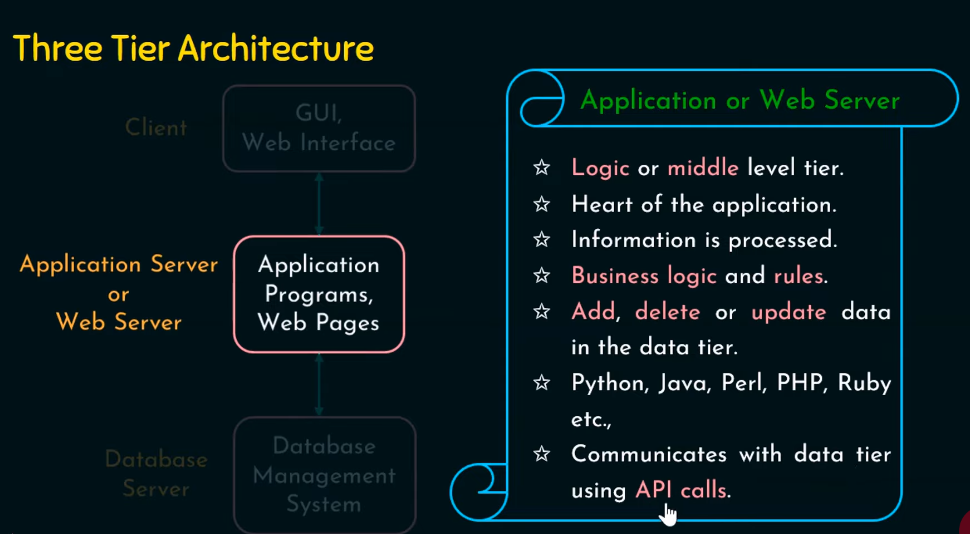 Three Tier Architecture
Client
GUI,
Web Interface
Application Server
or
Web Server
Application
Programs,
Web Pages
Database
Server
Database
Management
System
Application or Web Server
☆ Logic or middle level tier.
☆ Heart of the application.
☆ Information is processed.
☆ Business logic and rules.
☆ Add, delete or update data
in the data tier.
☆ Python, Java, Perl, PHP, Ruby
etc.,
☆ Communicates with data tier
using API calls.